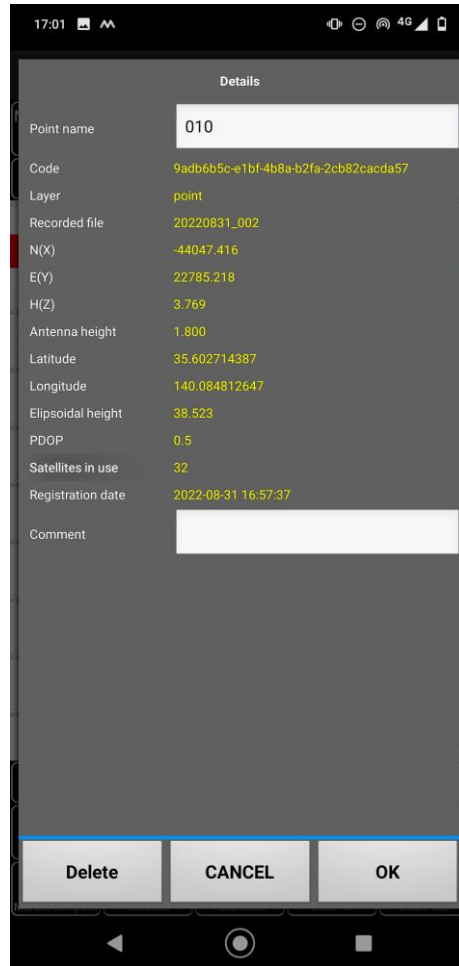 17:01 4G
Details
Point name 010
Code 9adb6b5c-e1bf-4b8a-b2fa-2cb82cacda57
Layer point
Recorded file 20220831_002
N(X) -44047.416
E(Y) 22785.218
H(Z) 3.769
Antenna height 1.800
Latitude 35.602714387
Longitude 140.084812647
Elipsoidal height 38.523
PDOP 0.5
Satellites in use 32
Registration date 2022-08-31 16:57:37
Comment
Delete CANCEL OK